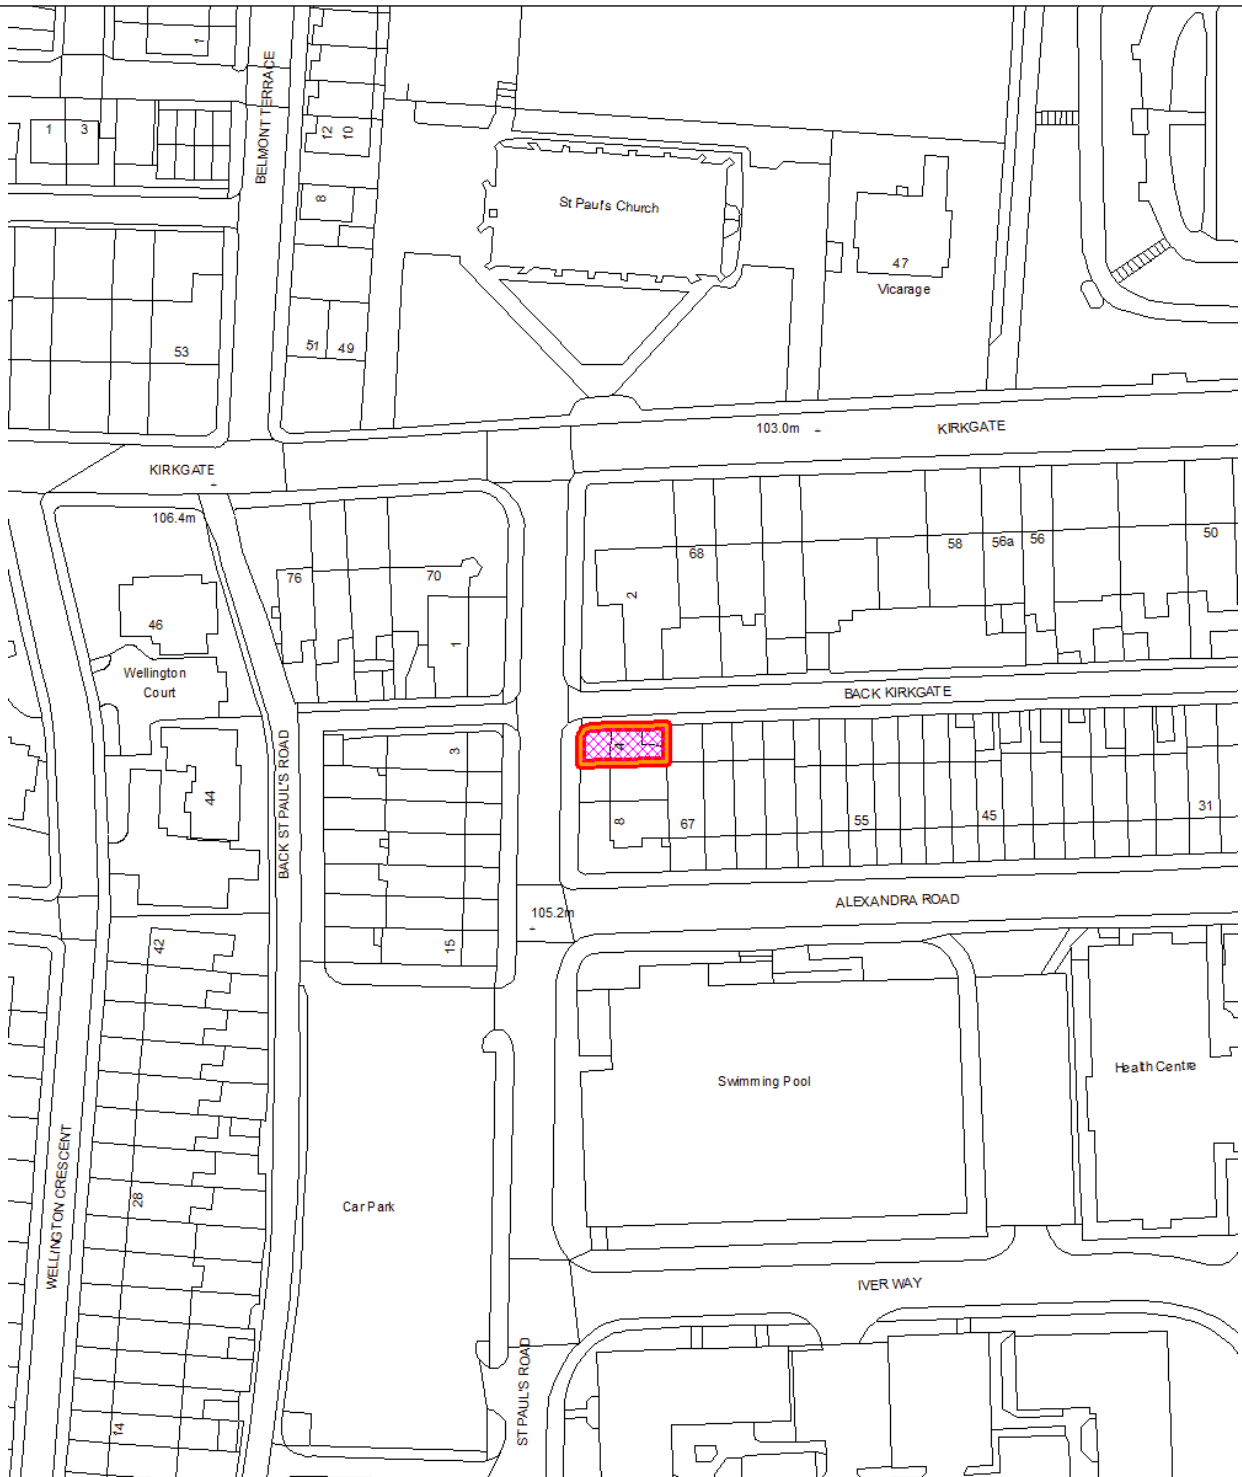 1
BELMONT TERRACE
1
3
12
10
8
St Paul's Church
47
Vicarage
53
51
49
103.0m
KIRKGATE
KIRKGATE
106.4m
76
70
68
2
58
56a
56
50
46
1
Wellington
Court
BACK KIRKGATE
3
4
44
BACK ST PAUL'S ROAD
8
67
55
45
31
105.2m
ALEXANDRA ROAD
42
15
Swimming Pool
Health Centre
WELLINGTON CRESCENT
28
Car Park
IVER WAY
ST PAUL'S ROAD
14